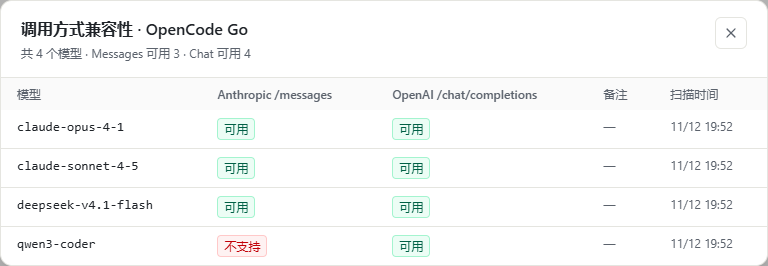 调用方式兼容性 · OpenCode Go
共 4 个模型 · Messages 可用 3 · Chat 可用 4
模型 Anthropic /messages OpenAI /chat/completions 备注 扫描时间
claude-opus-4-1 可用 可用 — 11/12 19:52
claude-sonnet-4-5 可用 可用 — 11/12 19:52
deepseek-v4.1-flash 可用 可用 — 11/12 19:52
qwen3-coder 不支持 可用 — 11/12 19:52